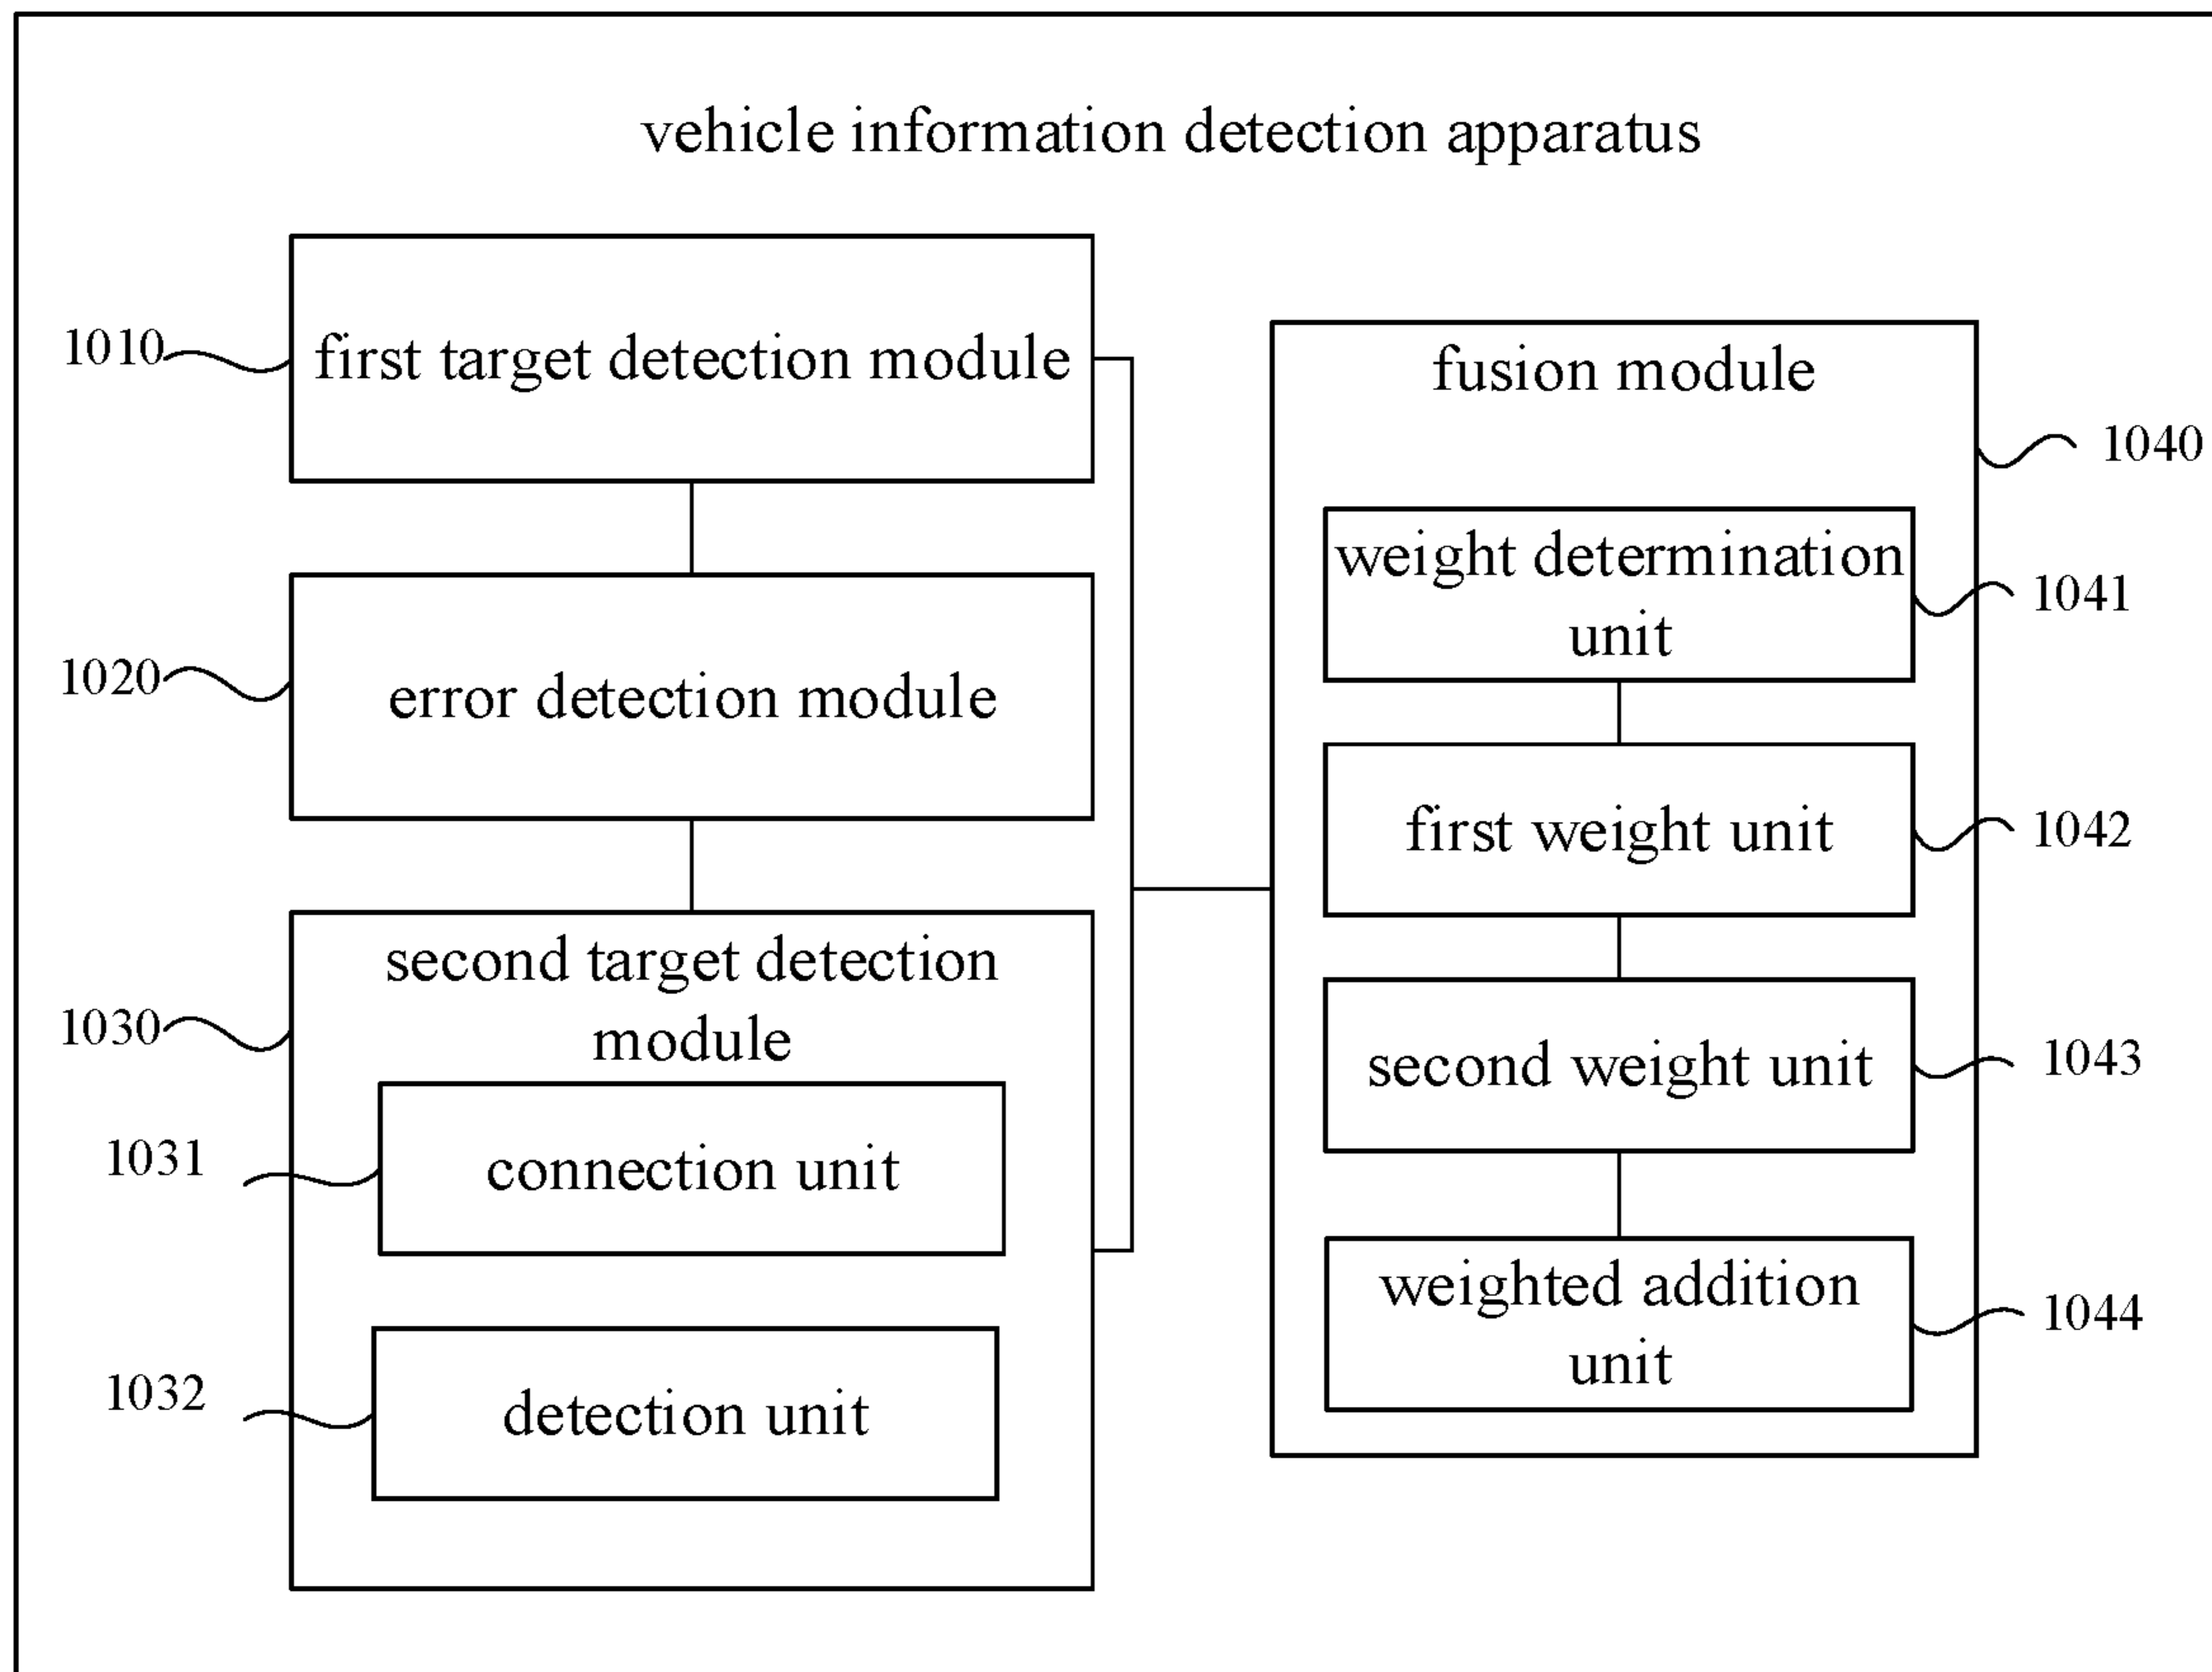 vehicle information detection apparatus
1010
first target detection module
1020
error detection module
1030
second target detection
module
1031
connection unit
1032
detection unit
fusion module
1040
weight determination
unit
1041
first weight unit
1042
second weight unit
1043
weighted addition
unit
1044